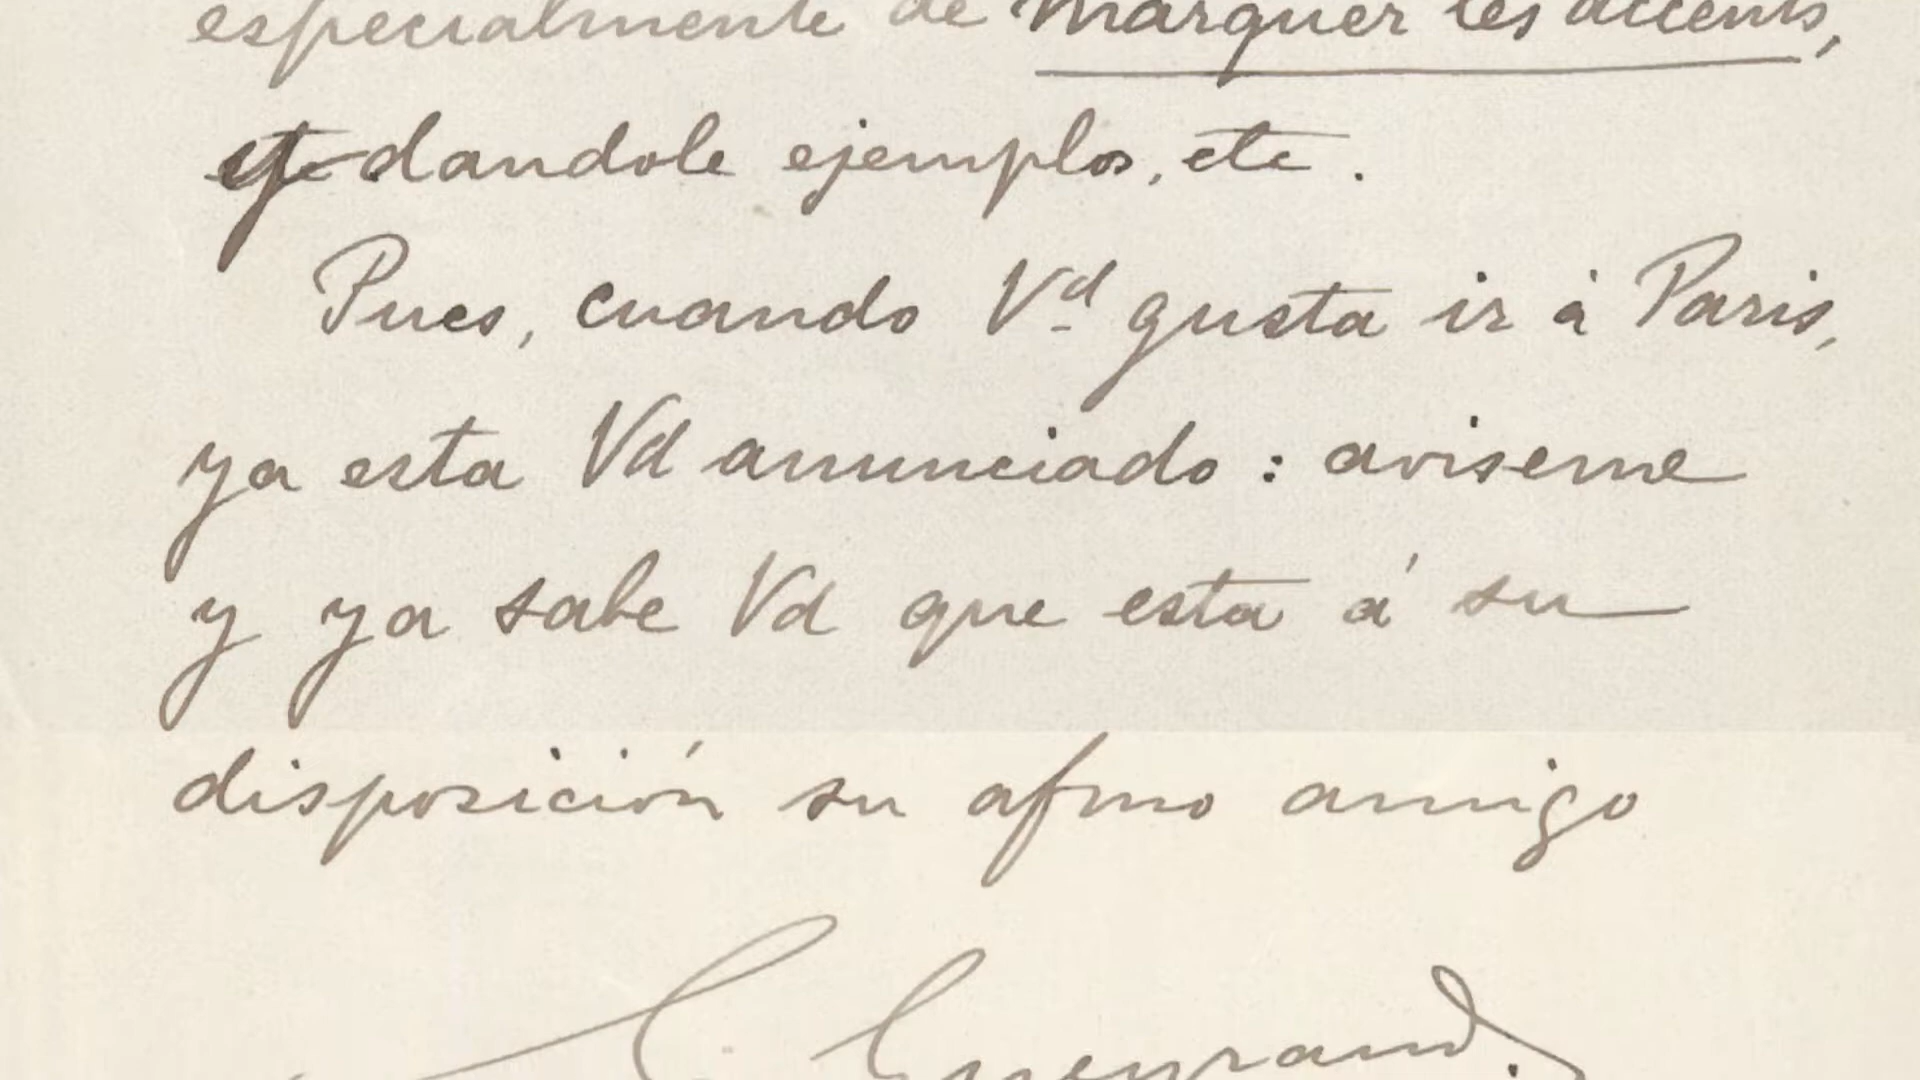 especialmente de marquer les accents,
y dandole ejemplos, etc.
Pues, cuando Vd gusta ir à Paris,
ya esta Vd anunciado : aviseme
y ya sabe Vd que esta á su
disposición su afmo amigo